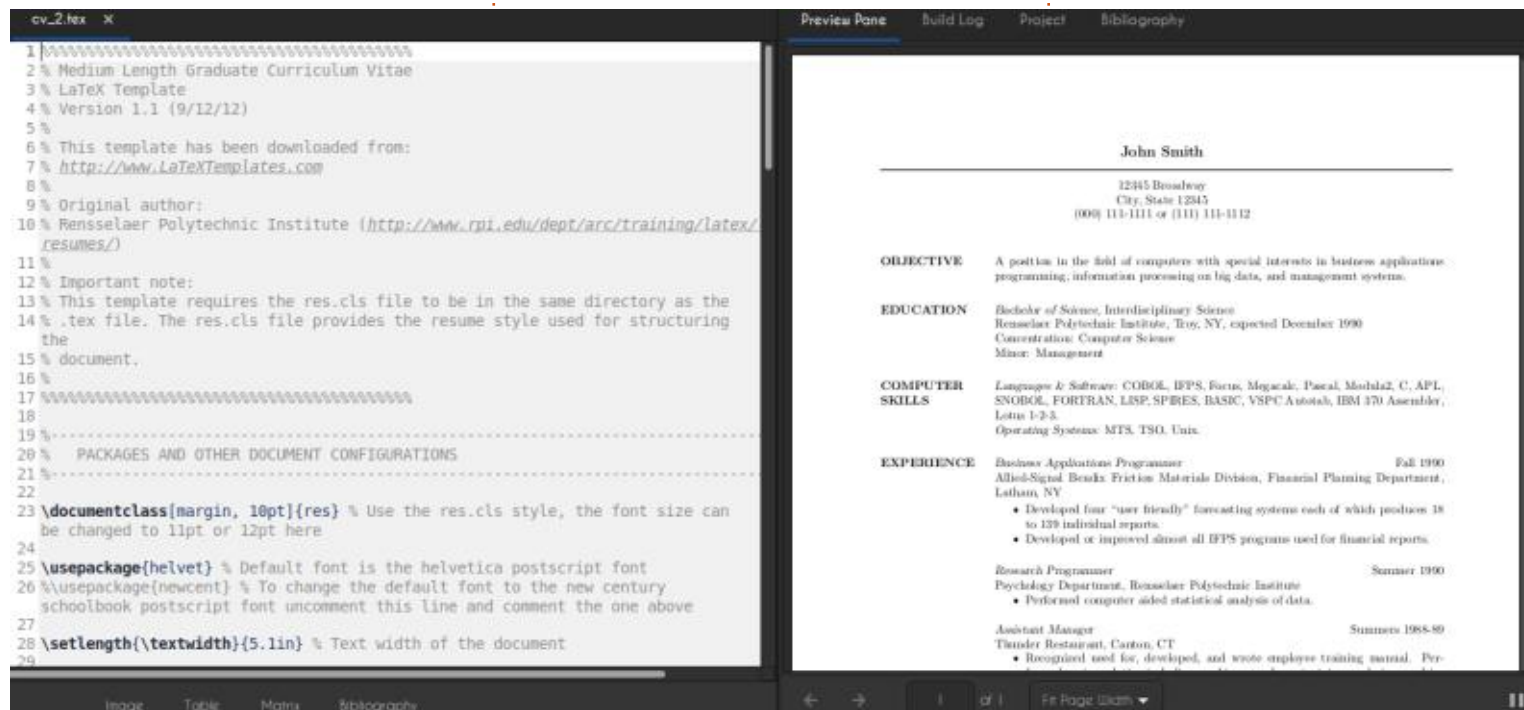 cv_2.tex ×
1 %%%%%%%%%%%%%%%%%%%%%%%%%%%%%%%%%%%%%%%%%
2 % Medium Length Graduate Curriculum Vitae
3 % LaTeX Template
4 % Version 1.1 (9/12/12)
5 %
6 % This template has been downloaded from:
7 % http://www.LaTeXTemplates.com
8 %
9 % Original author:
10 % Rensselaer Polytechnic Institute (http://www.rpi.edu/dept/arc/training/latex/
resumes/)
11 %
12 % Important note:
13 % This template requires the res.cls file to be in the same directory as the
14 % .tex file. The res.cls file provides the resume style used for structuring
the
15 % document.
16 %
17 %%%%%%%%%%%%%%%%%%%%%%%%%%%%%%%%%%%%%%%%%
18
19 %----------------------------------------------------------------------------------------
20 % PACKAGES AND OTHER DOCUMENT CONFIGURATIONS
21 %----------------------------------------------------------------------------------------
22
23 \documentclass[margin, 10pt]{res} % Use the res.cls style, the font size can
be changed to 11pt or 12pt here
24
25 \usepackage{helvet} % Default font is the helvetica postscript font
26 %\usepackage{newcent} % To change the default font to the new century
schoolbook postscript font uncomment this line and comment the one above
27
28 \setlength{\textwidth}{5.1in} % Text width of the document
29
Image Table Matrix Bibliography
Preview Pane Build Log Project Bibliography
John Smith
12345 Broadway
City, State 12345
(000) 111-1111 or (111) 111-1112
OBJECTIVE A position in the field of computers with special interests in business applications
programming, information processing on big data, and management systems.
EDUCATION Bachelor of Science, Interdisciplinary Science
Rensselaer Polytechnic Institute, Troy, NY, expected December 1990
Concentration: Computer Science
Minor: Management
COMPUTER SKILLS Languages & Software: COBOL, IFPS, Focus, Megacalc, Pascal, Modula2, C, APL,
SNOBOL, FORTRAN, LISP, SPIRES, BASIC, VSPC Autotab, IBM 370 Assembler,
Lotus 1-2-3.
Operating Systems: MTS, TSO, Unix.
EXPERIENCE Business Applications Programmer Fall 1990
Allied-Signal Bendix Friction Materials Division, Financial Planning Department,
Latham, NY
• Developed four "user friendly" forecasting systems each of which produces 18
to 139 individual reports.
• Developed or improved almost all IFPS programs used for financial reports.
Research Programmer Summer 1990
Psychology Department, Rensselaer Polytechnic Institute
• Performed computer aided statistical analysis of data.
Assistant Manager Summers 1988-89
Thunder Restaurant, Canton, CT
• Recognized need for, developed, and wrote employee training manual. Per-
← → 1 of 1 Fit Page Width